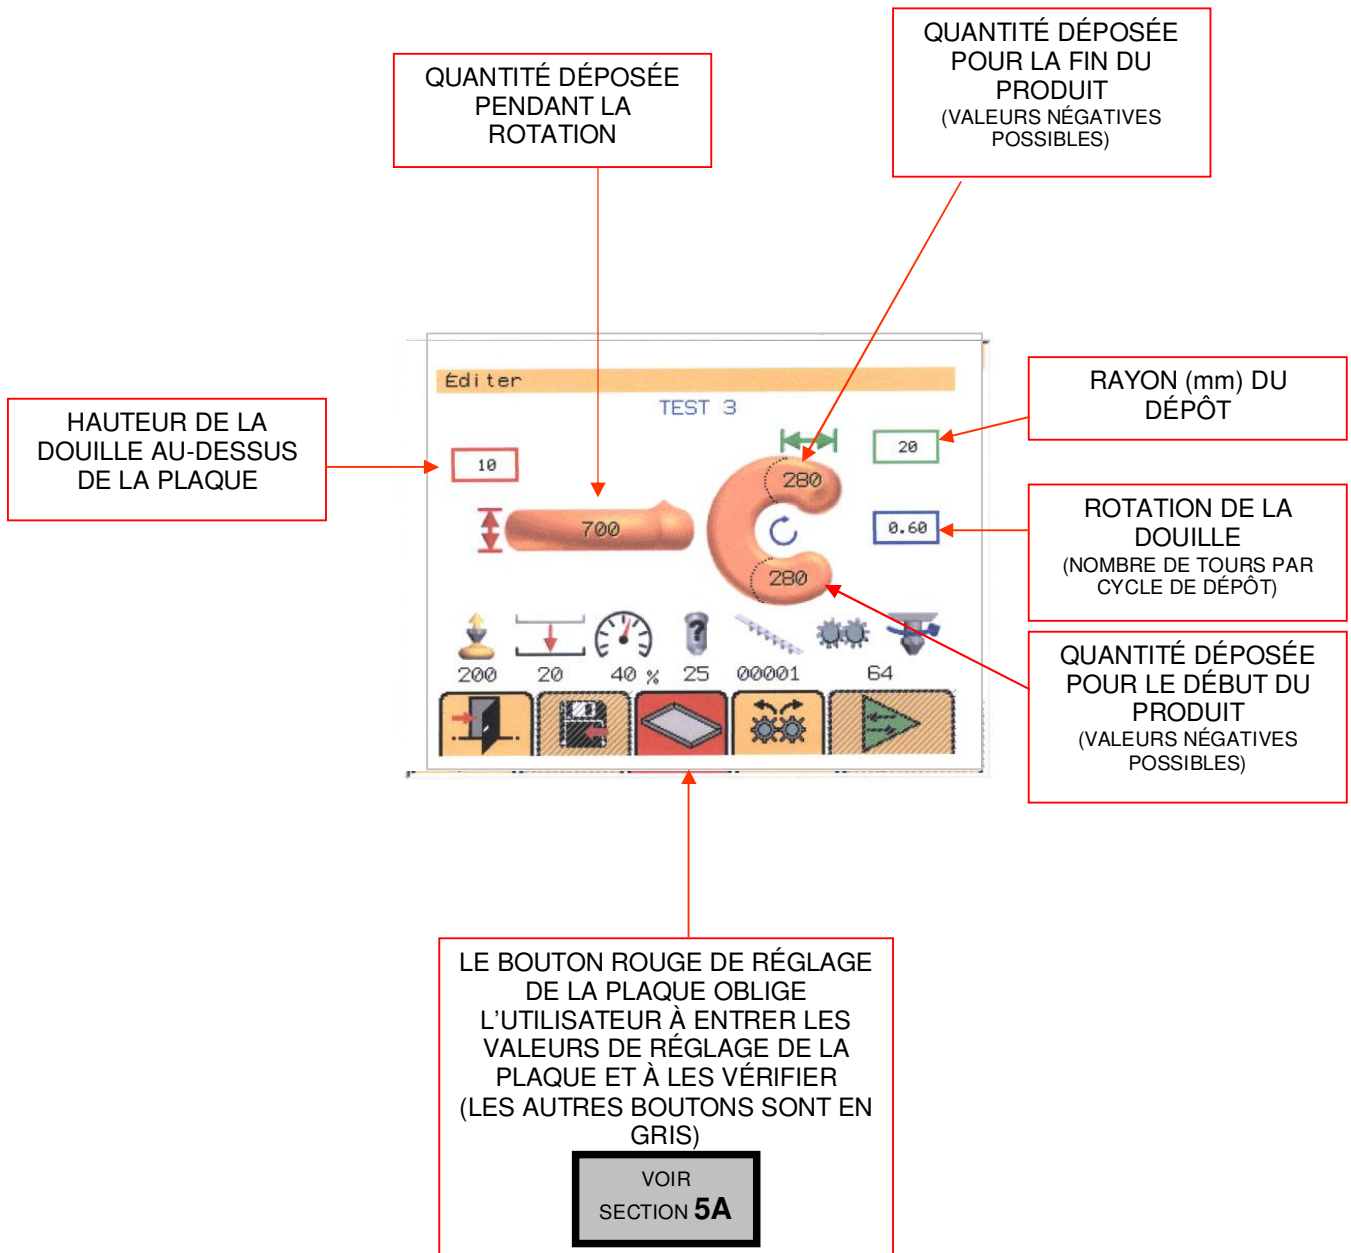 QUANTITÉ DÉPOSÉE
POUR LA FIN DU
PRODUIT
(VALEURS NÉGATIVES
POSSIBLES)
QUANTITÉ DÉPOSÉE
PENDANT LA
ROTATION
HAUTEUR DE LA
DOUILLE AU-DESSUS
DE LA PLAQUE
Éditer
TEST 3
10
20
280
700
0.60
280
?
200 20 40 % 25 00001 64
RAYON (mm) DU
DÉPÔT
ROTATION DE LA
DOUILLE
(NOMBRE DE TOURS PAR
CYCLE DE DÉPÔT)
QUANTITÉ DÉPOSÉE
POUR LE DÉBUT DU
PRODUIT
(VALEURS NÉGATIVES
POSSIBLES)
LE BOUTON ROUGE DE RÉGLAGE
DE LA PLAQUE OBLIGE
L'UTILISATEUR À ENTRER LES
VALEURS DE RÉGLAGE DE LA
PLAQUE ET À LES VÉRIFIER
(LES AUTRES BOUTONS SONT EN
GRIS)
VOIR
SECTION 5A